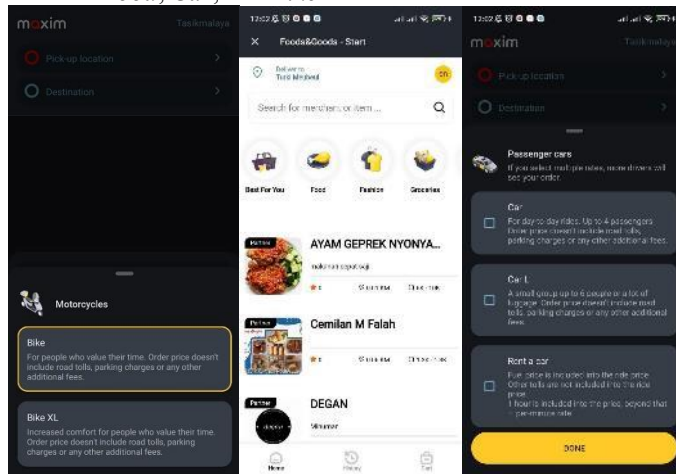 maxim
Tasikmalaya
Pick-up location
Destination
Motorcycles
Bike
For people who value their time. Order price doesn't
include road tolls, parking charges or any other
additional fees.
Bike XL
Increased comfort for people who value their time.
Order price doesn't include road tolls, parking
charges or any other additional fees.
12:02
Foods&Goods - Start
Deliver to
Search for merchant or item ...
Best For You
Food
Fashion
Groceries
Partner
AYAM GEPREK NYONYA...
Partner
Cemilan M Falah
Partner
DEGAN
Minuman
Home
History
Cart
12:02
maxim
Tasikmalaya
Pick-up location
Destination
Passenger cars
If you select multiple rates, more drivers will
see your order.
Car
For day-to-day rides. Up to 4 passengers
Order price doesn't include road tolls,
parking charges or any other additional fees.
Car L
A small group up to 6 people or a lot of
luggage. Order price doesn't include road
tolls, parking charges or any other additional
fees.
Rent a car
Fuel price is included into the ride price
Other tolls are not included into the ride
price
1 hour is included into the price, beyond that
– per-minute rate
DONE